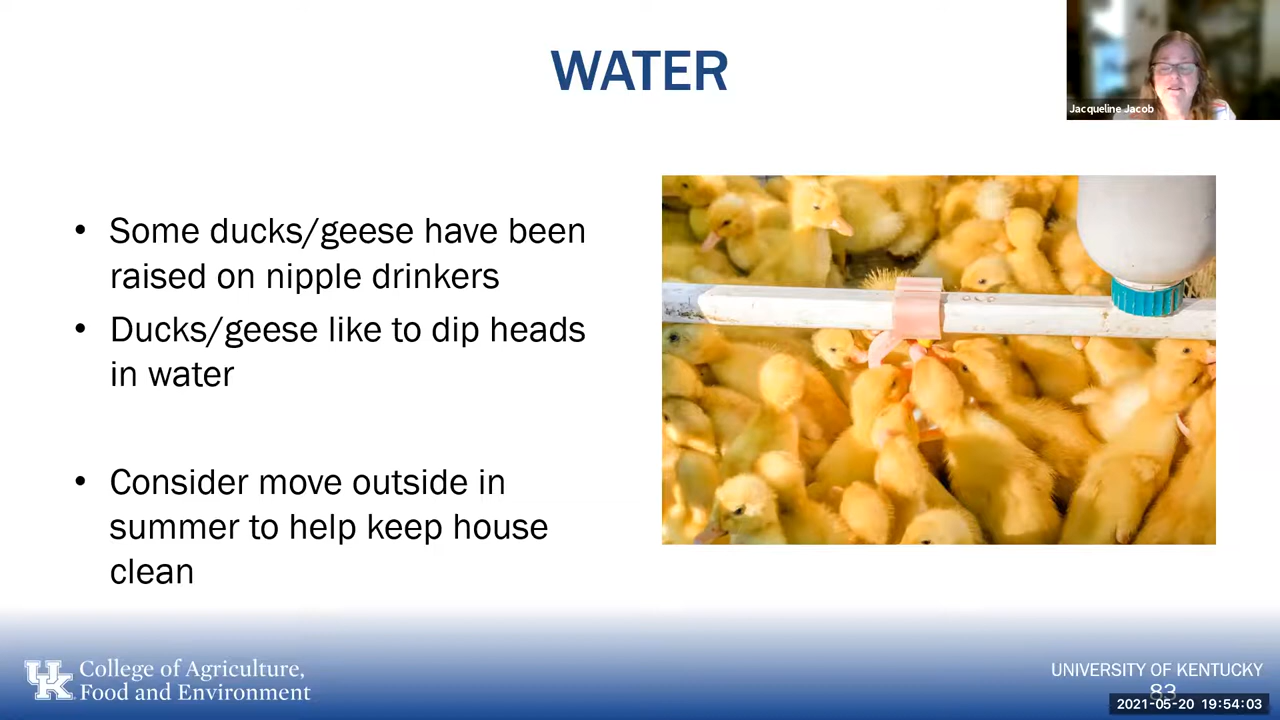 WATER
Jacqueline Jacob
• Some ducks/geese have been
raised on nipple drinkers
• Ducks/geese like to dip heads
in water
• Consider move outside in
summer to help keep house
clean
UK
College of Agriculture,
Food and Environment
UNIVERSITY OF KENTUCKY
83
2021-05-20 19:54:03